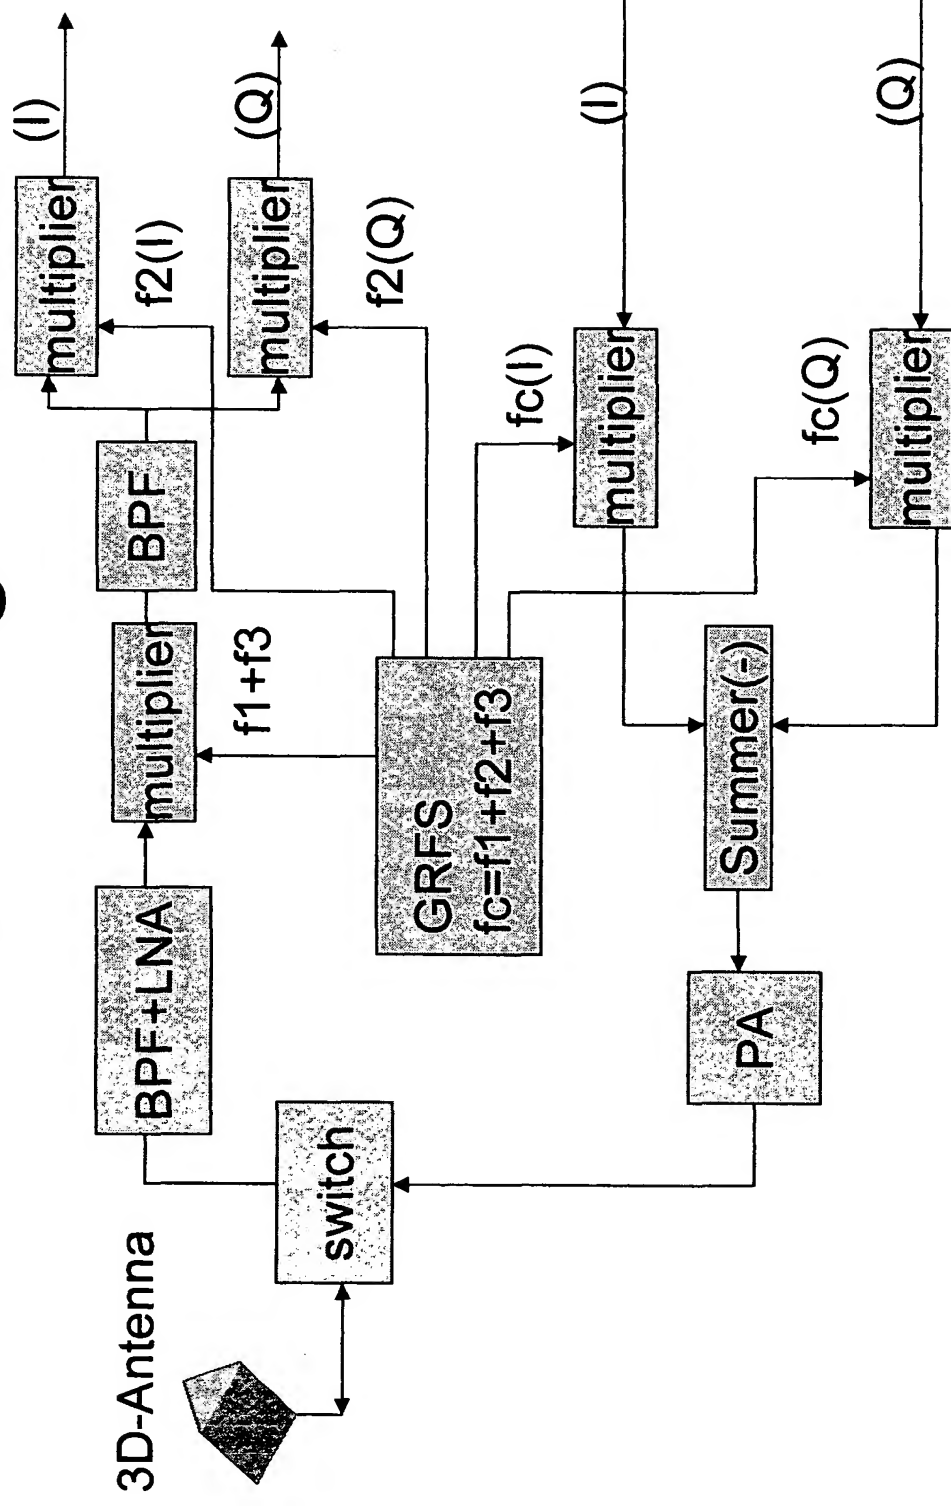 3D-Antenna
switch
BPF+LNA
multiplier
BPF
multiplier
(I)
f2(I)
multiplier
(Q)
f2(Q)
f1+f3
GRFS
fc=f1+f2+f3
fc(I)
multiplier
(I)
fc(Q)
multiplier
(Q)
Summer(-)
PA